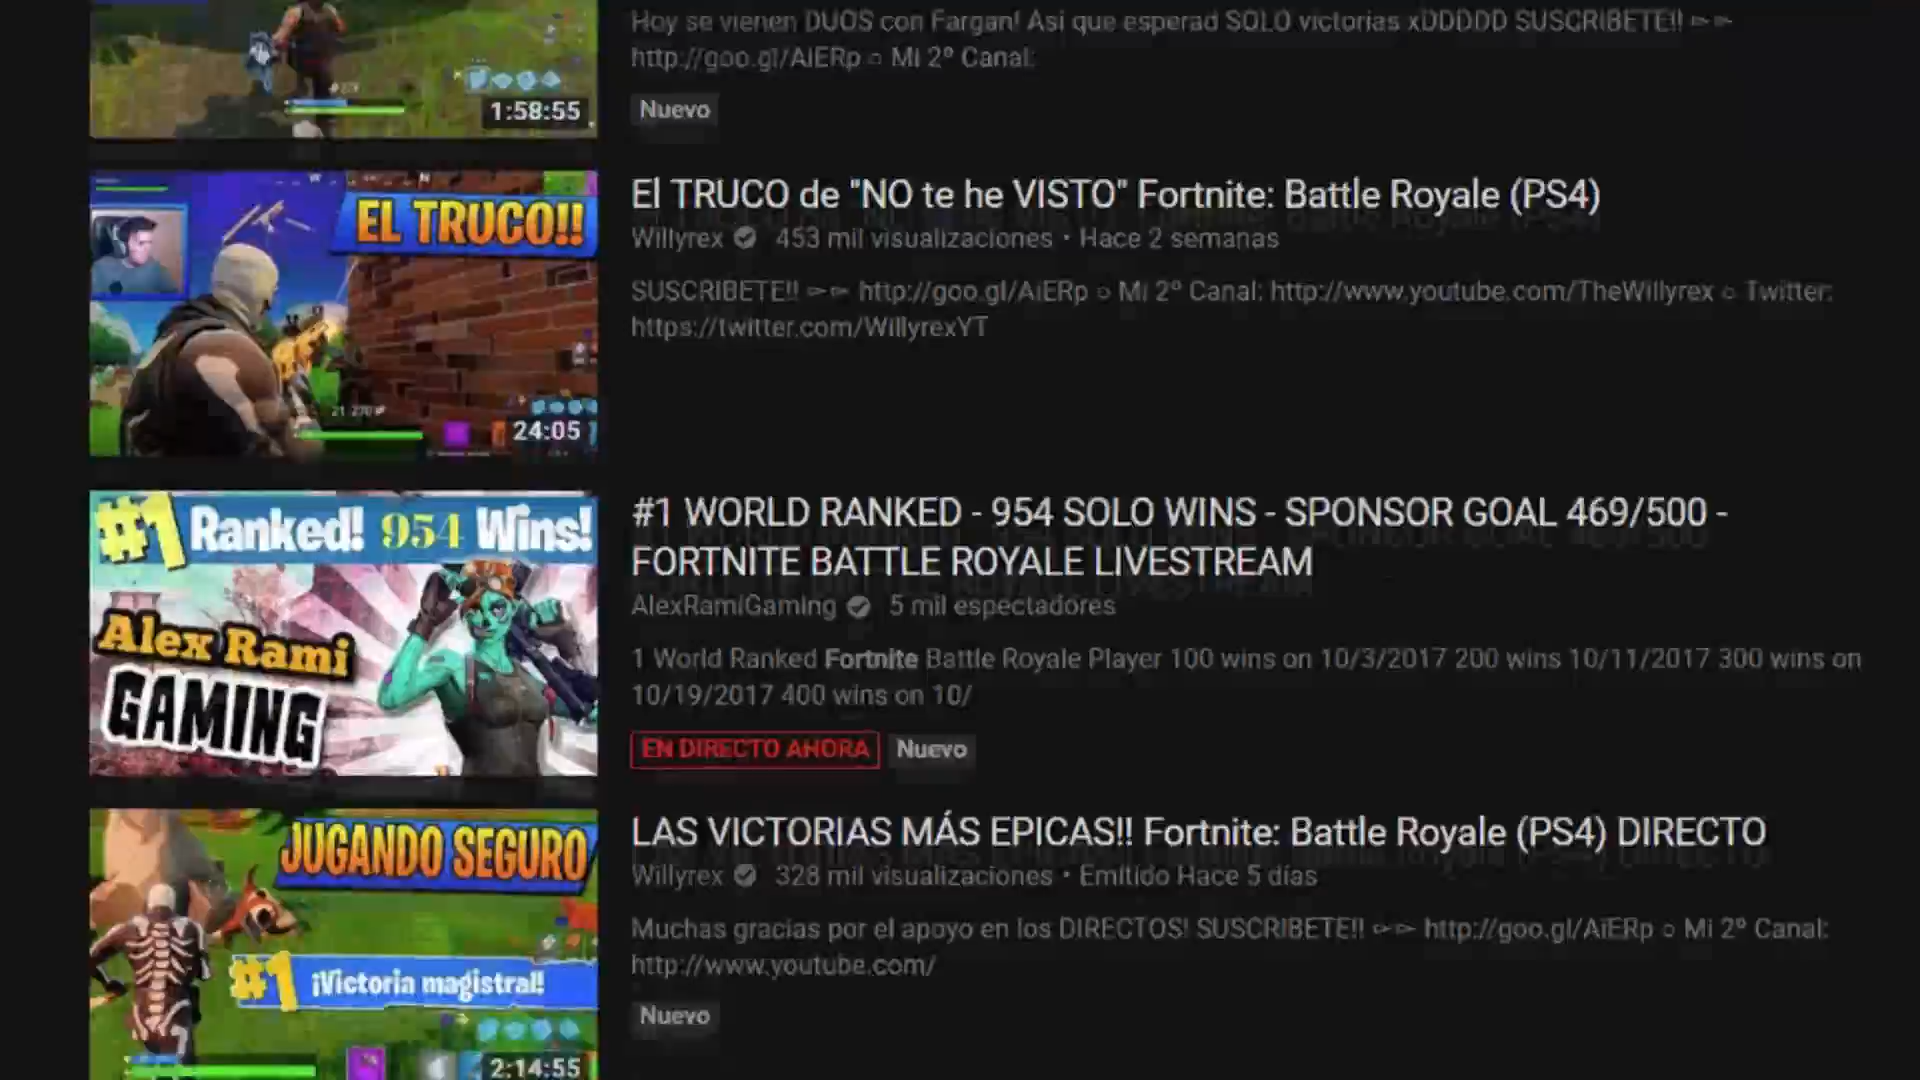 Hoy se vienen DUOS con Fargan! Asi que esperad SOLO victorias xDDDDD SUSCRIBETE!! ►►
http://goo.gl/AiERp ○ Mi 2º Canal:
1:58:55
Nuevo
EL TRUCO!!
24:05
El TRUCO de "NO te he VISTO" Fortnite: Battle Royale (PS4)
Willyrex 453 mil visualizaciones • Hace 2 semanas
SUSCRIBETE!! ►► http://goo.gl/AiERp ○ Mi 2º Canal: http://www.youtube.com/TheWillyrex ○ Twitter:
https://twitter.com/WillyrexYT
#1 Ranked! 954 Wins!
Alex Rami
GAMING
#1 WORLD RANKED - 954 SOLO WINS - SPONSOR GOAL 469/500 -
FORTNITE BATTLE ROYALE LIVESTREAM
AlexRamiGaming 5 mil espectadores
1 World Ranked Fortnite Battle Royale Player 100 wins on 10/3/2017 200 wins 10/11/2017 300 wins on
10/19/2017 400 wins on 10/
EN DIRECTO AHORA Nuevo
JUGANDO SEGURO
#1 ¡Victoria magistral!
2:14:55
LAS VICTORIAS MÁS EPICAS!! Fortnite: Battle Royale (PS4) DIRECTO
Willyrex 328 mil visualizaciones • Emitido Hace 5 días
Muchas gracias por el apoyo en los DIRECTOS! SUSCRIBETE!! ►► http://goo.gl/AiERp ○ Mi 2º Canal:
http://www.youtube.com/
Nuevo